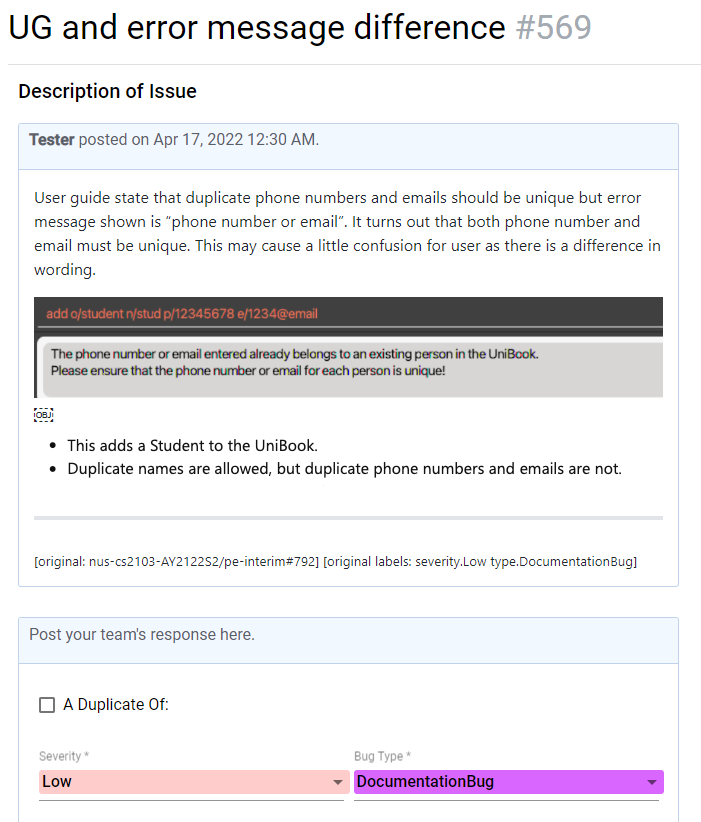 UG and error message difference #569
Description of Issue
Tester posted on Apr 17, 2022 12:30 AM.
User guide state that duplicate phone numbers and emails should be unique but error
message shown is “phone number or email”. It turns out that both phone number and
email must be unique. This may cause a little confusion for user as there is a difference in
wording.
add o/student n/stud p/12345678 e/1234@email
The phone number or email entered already belongs to an existing person in the UniBook.
Please ensure that the phone number or email for each person is unique!
OBJ
• This adds a Student to the UniBook.
• Duplicate names are allowed, but duplicate phone numbers and emails are not.
[original: nus-cs2103-AY2122S2/pe-interim#792] [original labels: severity.Low type.DocumentationBug]
Post your team's response here.
A Duplicate Of:
Severity * Bug Type *
Low DocumentationBug